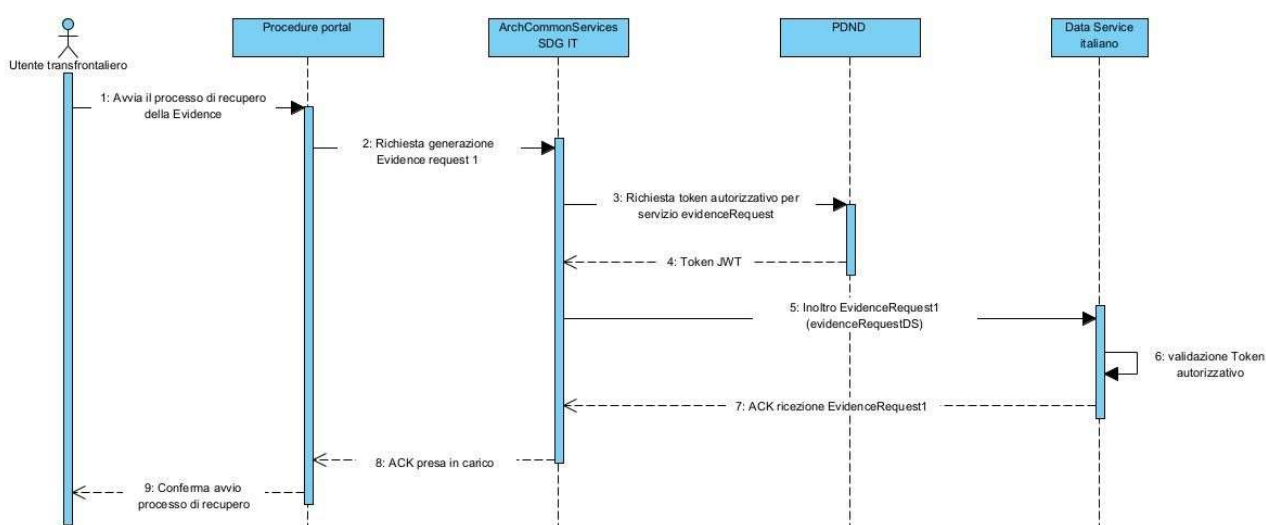 Utente transfrontaliero
Procedure portal
ArchCommonServices
SDG IT
PDND
Data Service
italiano
1: Avvia il processo di recupero
della Evidence
2: Richiesta generazione
Evidence request 1
3: Richiesta token autorizzativo per
servizio evidenceRequest
4: Token JWT
5: Inoltro EvidenceRequest1
(evidenceRequestDS)
6: validazione Token
autorizzativo
7: ACK ricezione EvidenceRequest1
8: ACK presa in carico
9: Conferma avvio
processo di recupero